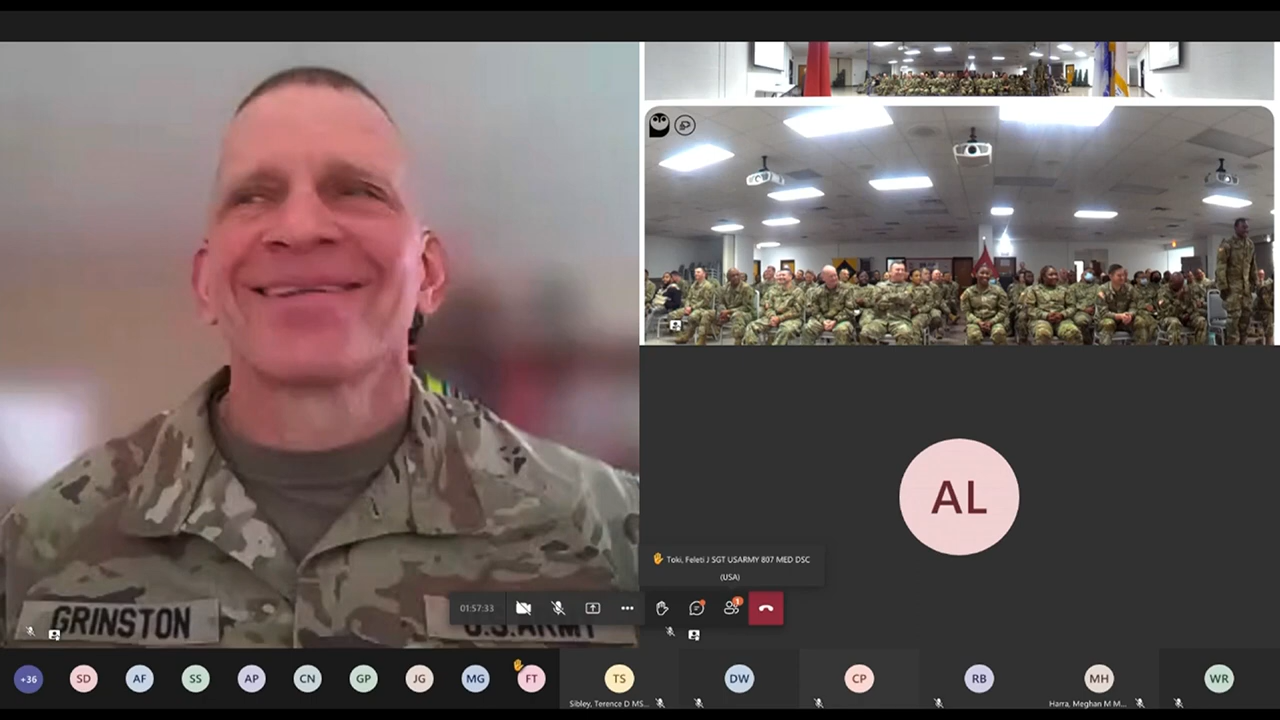 GRINSTON
U.S.ARMY
AL
Toki, Feleti J SGT USARMY 807 MED DSC
(USA)
01:57:33
1
+36
SD
AF
SS
AP
CN
GP
JG
MG
FT
TS
DW
CP
RB
MH
WR
Sibley, Terence D MS...
Harra, Meghan M M...